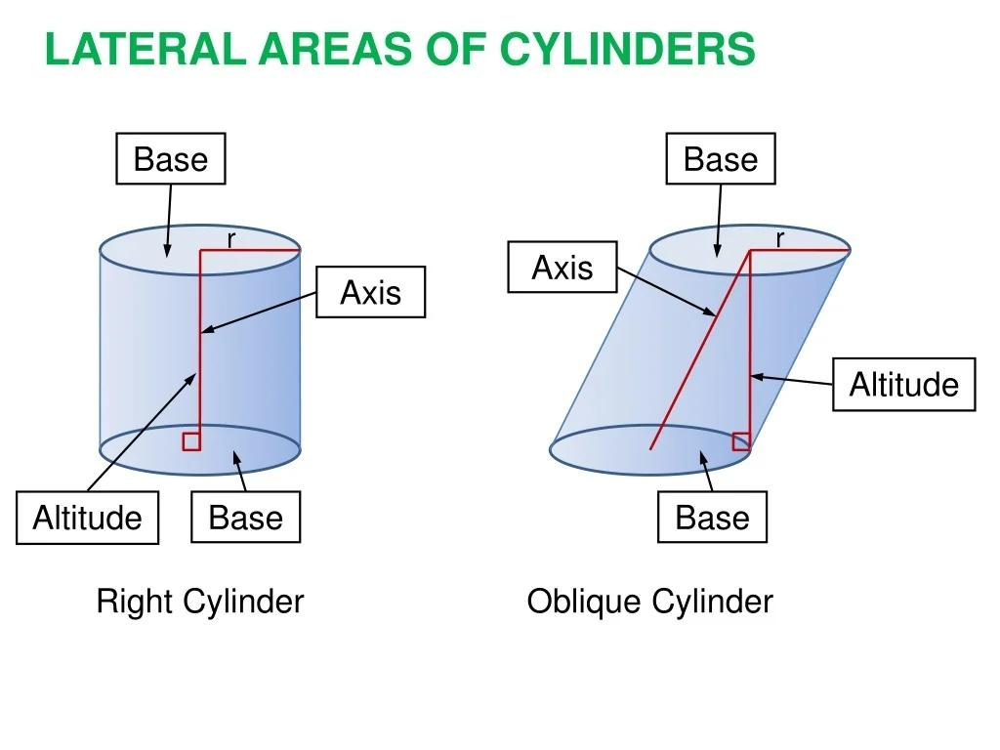 LATERAL AREAS OF CYLINDERS
Base
r
Axis
Altitude
Base
Right Cylinder
Base
r
Axis
Altitude
Base
Oblique Cylinder